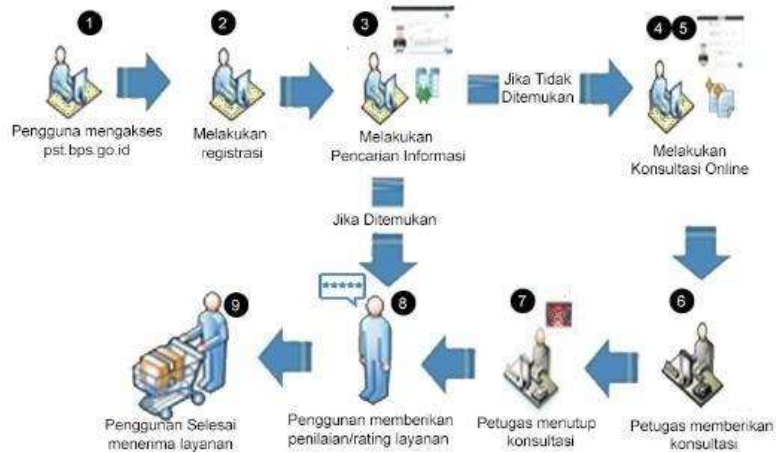 1
Pengguna mengakses
pst.bps.go.id
2
Melakukan
registrasi
3
Melakukan
Pencarian Informasi
Jika Tidak
Ditemukan
4 5
Melakukan
Konsultasi Online
Jika Ditemukan
6
Petugas memberikan
konsultasi
7
Petugas menutup
konsultasi
8
Penggunan memberikan
penilaian/rating layanan
9
Penggunan Selesai
menerima layanan